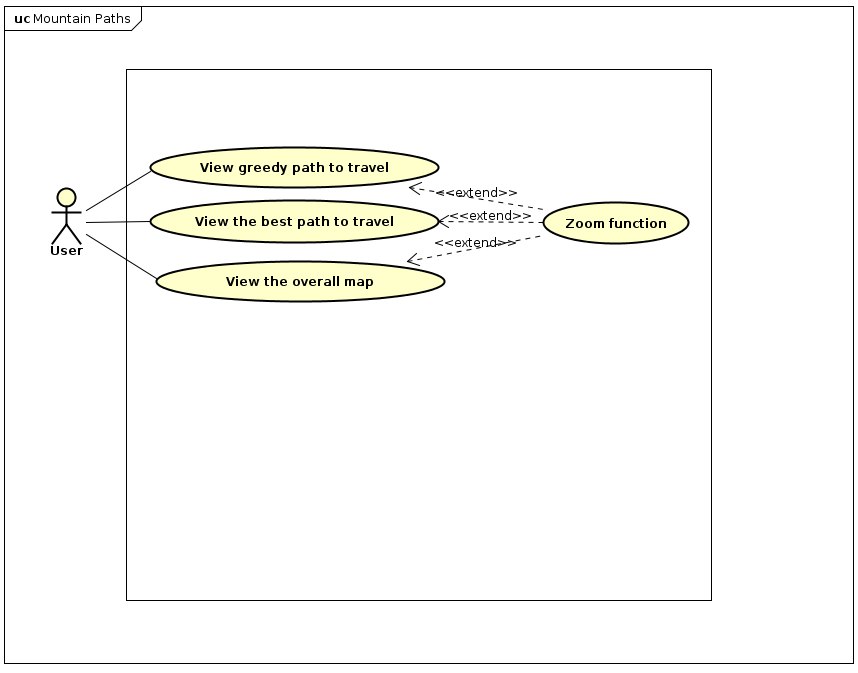 uc Mountain Paths
View greedy path to travel
<<extend>>
User
View the best path to travel
<<extend>>
Zoom function
<<extend>>
View the overall map